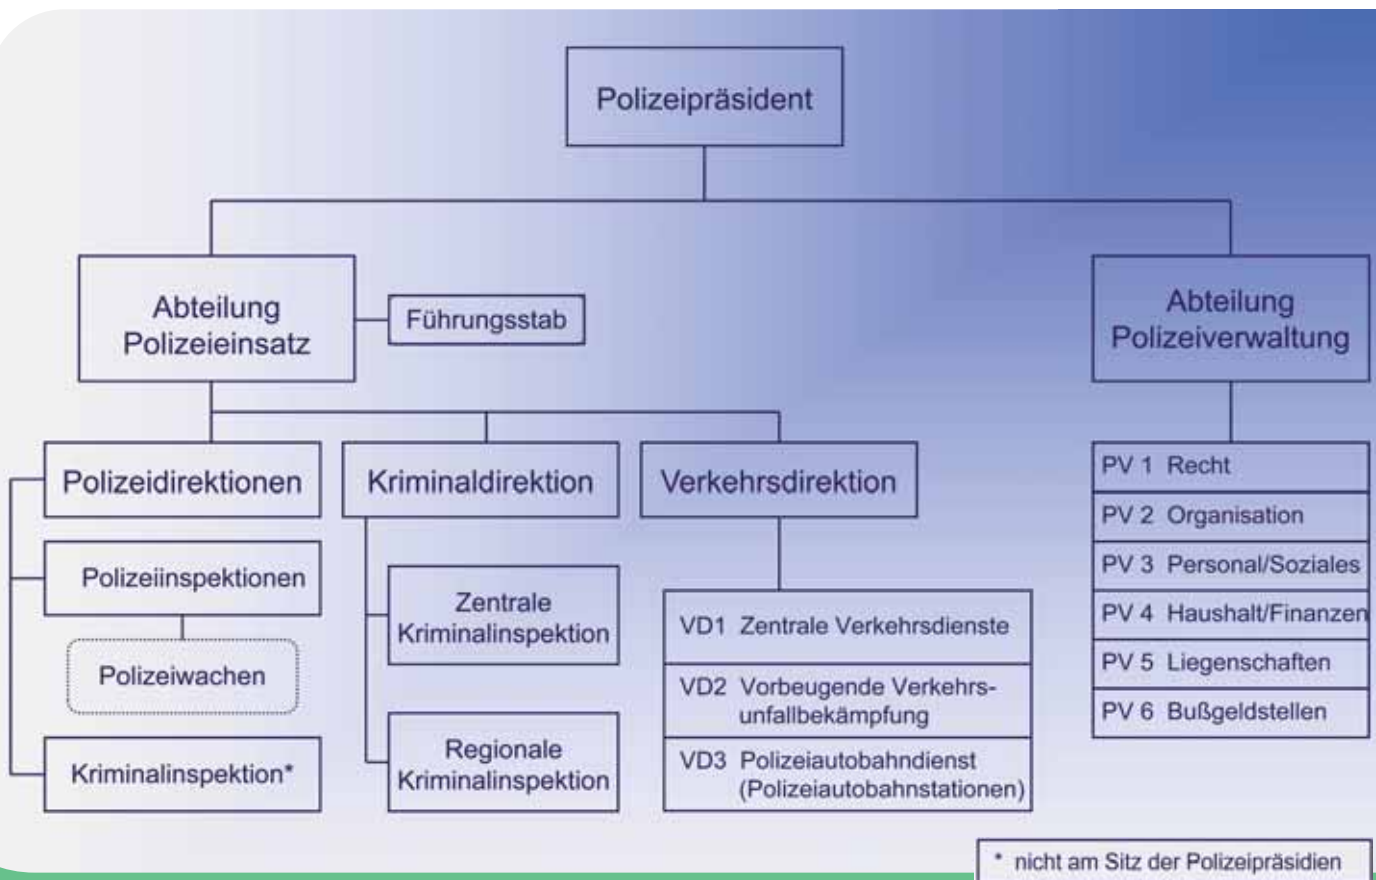 Polizeipräsident
Abteilung
Polizeieinsatz
Führungsstab
Abteilung
Polizeiverwaltung
Polizeidirektionen
Polizeiinspektionen
Polizeiwachen
Kriminalinspektion*
Kriminaldirektion
Zentrale
Kriminalinspektion
Regionale
Kriminalinspektion
Verkehrsdirektion
VD1 Zentrale Verkehrsdienste
VD2 Vorbeugende Verkehrs-
unfallbekämpfung
VD3 Polizeiautobahndienst
(Polizeiautobahnstationen)
PV 1 Recht
PV 2 Organisation
PV 3 Personal/Soziales
PV 4 Haushalt/Finanzen
PV 5 Liegenschaften
PV 6 Bußgeldstellen
* nicht am Sitz der Polizeipräsidien